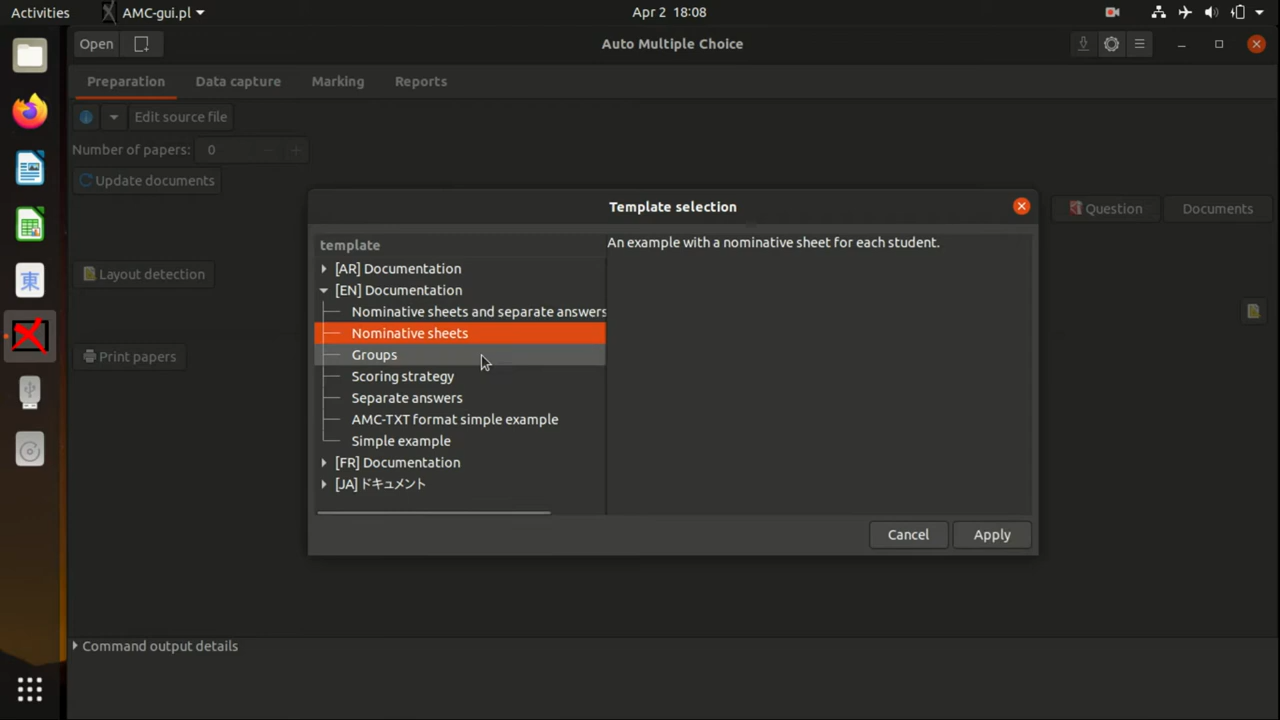 Activities AMC-gui.pl Apr 2 18:08
Open Auto Multiple Choice
Preparation Data capture Marking Reports
Edit source file
Number of papers: 0 - +
Update documents
Template selection
Question Documents
template An example with a nominative sheet for each student.
[AR] Documentation
Layout detection
[EN] Documentation
Nominative sheets and separate answers
Nominative sheets
Groups
Print papers
Scoring strategy
Separate answers
AMC-TXT format simple example
Simple example
[FR] Documentation
[JA] ドキュメント
Cancel Apply
Command output details
東